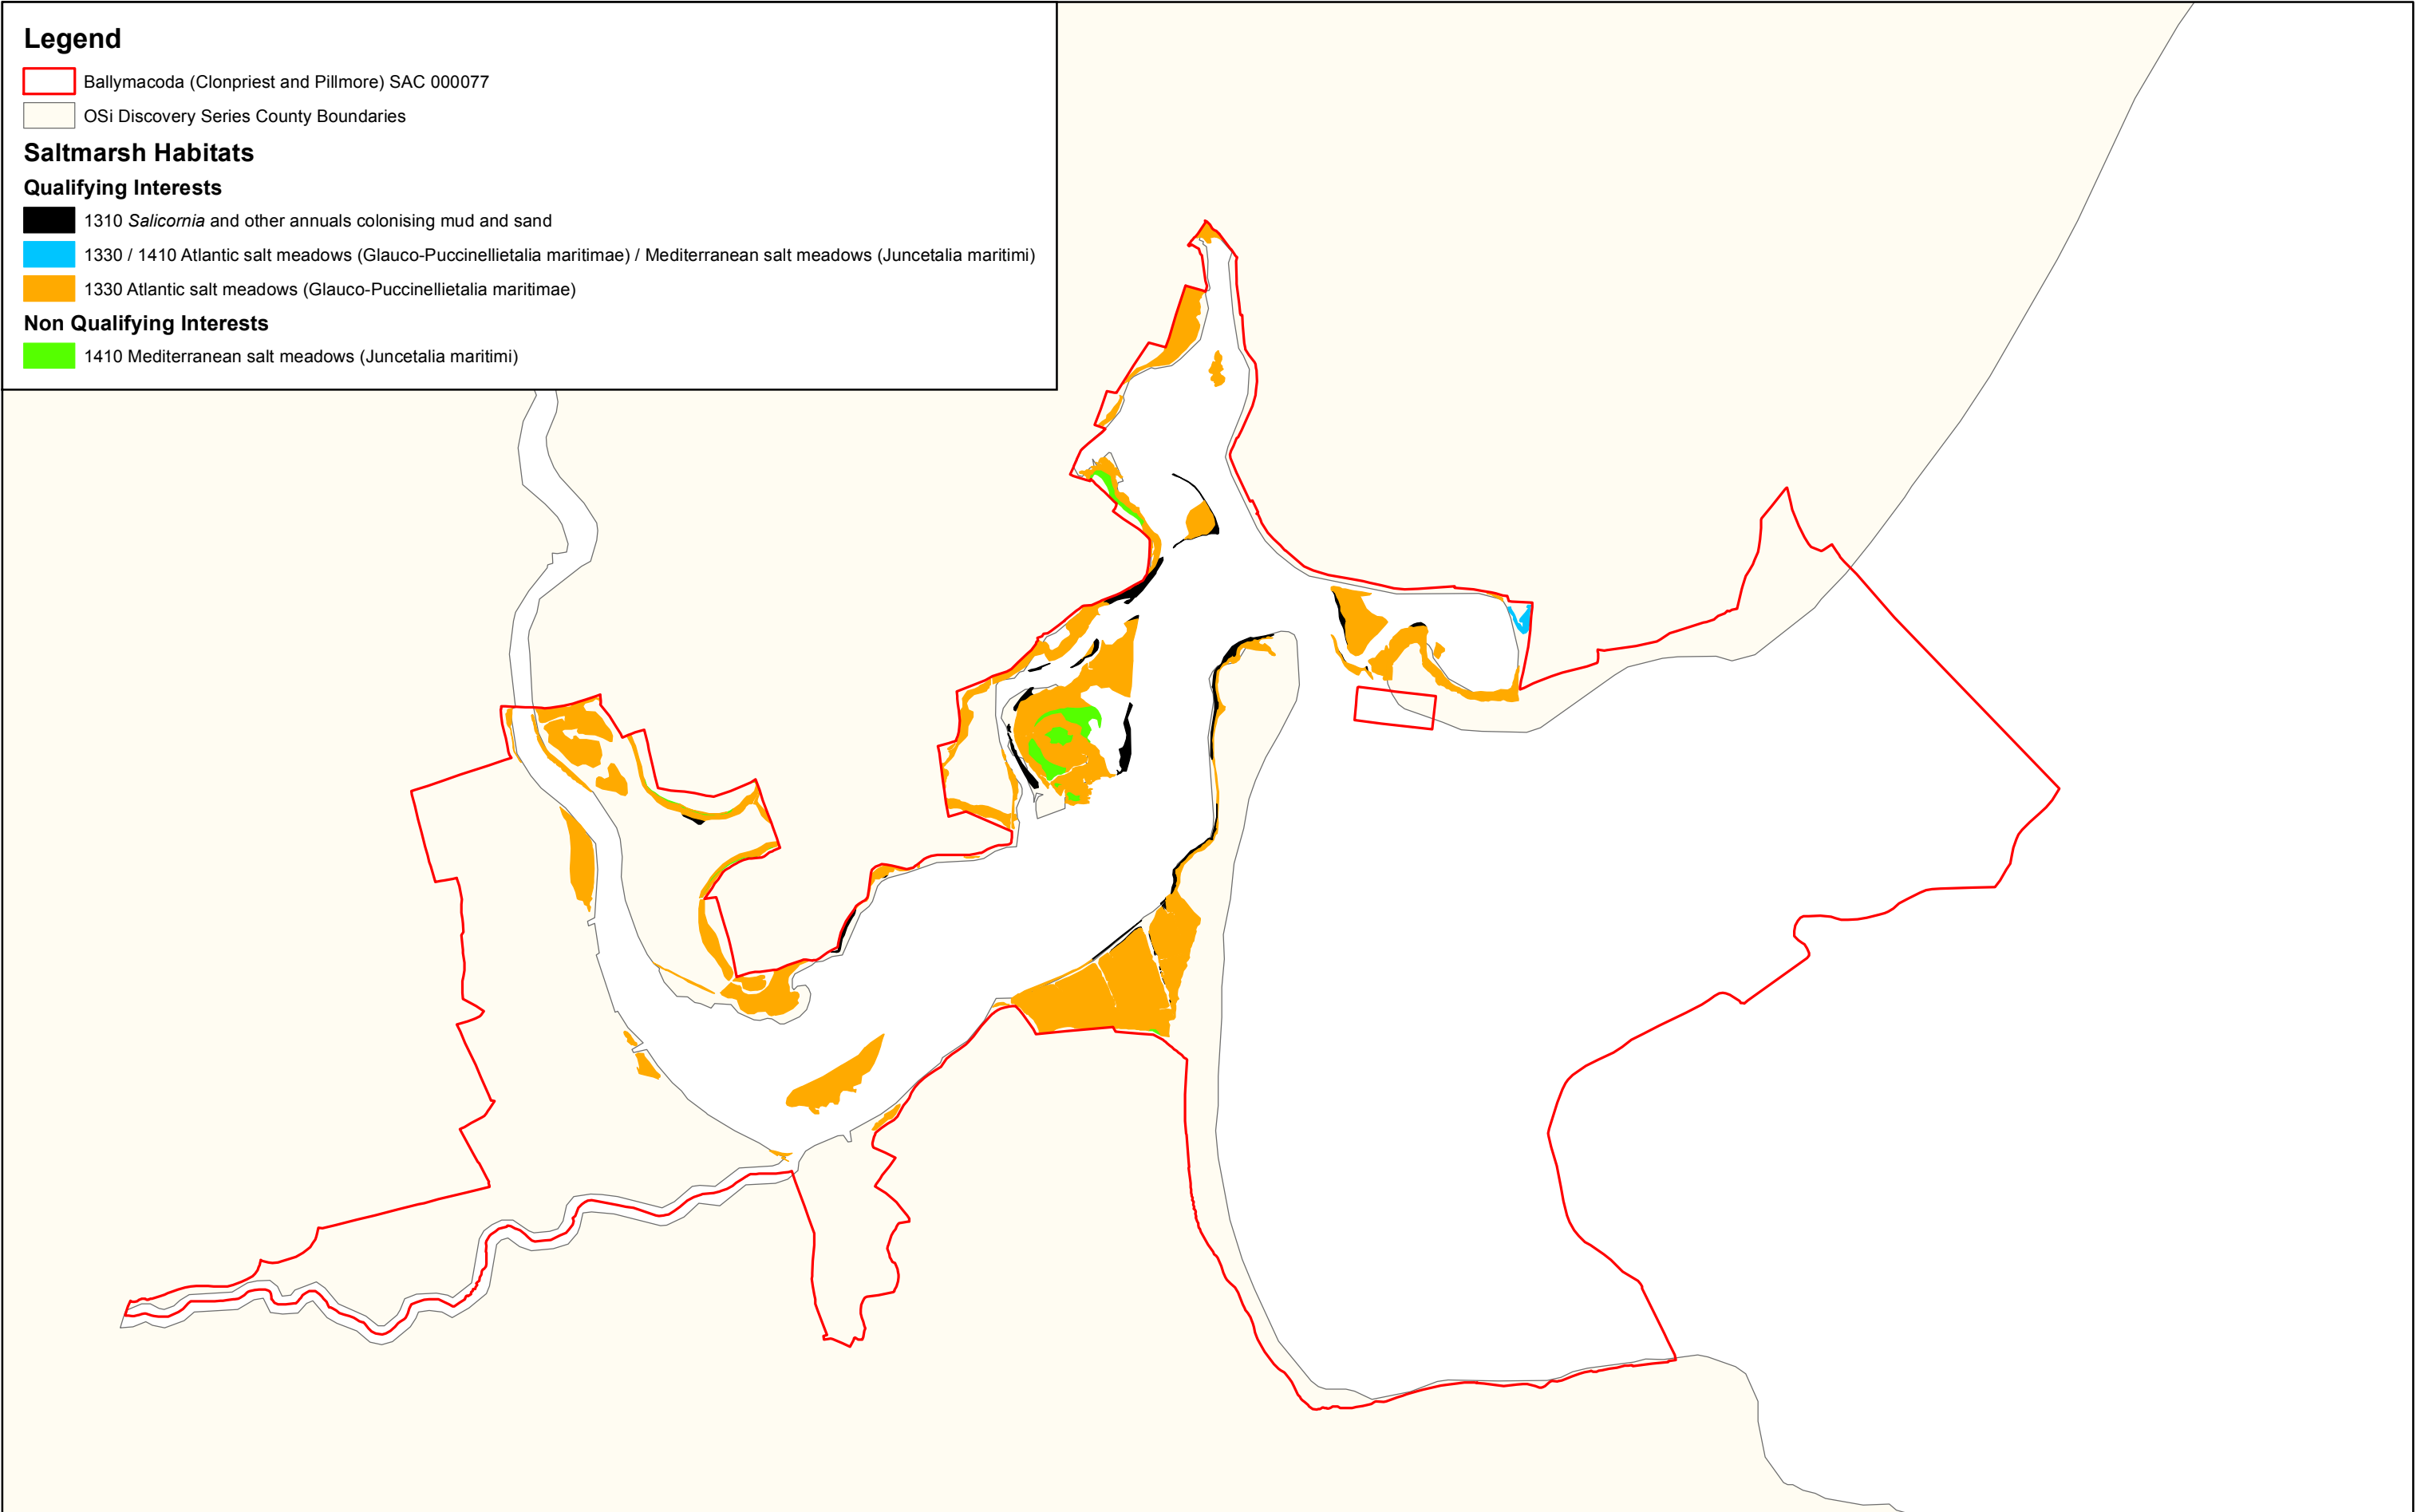 Legend
Ballymacoda (Clonpriest and Pillmore) SAC 000077
OSi Discovery Series County Boundaries
Saltmarsh Habitats
Qualifying Interests
1310 Salicornia and other annuals colonising mud and sand
1330 / 1410 Atlantic salt meadows (Glauco-Puccinellietalia maritimae) / Mediterranean salt meadows (Juncetalia maritimi)
1330 Atlantic salt meadows (Glauco-Puccinellietalia maritimae)
Non Qualifying Interests
1410 Mediterranean salt meadows (Juncetalia maritimi)